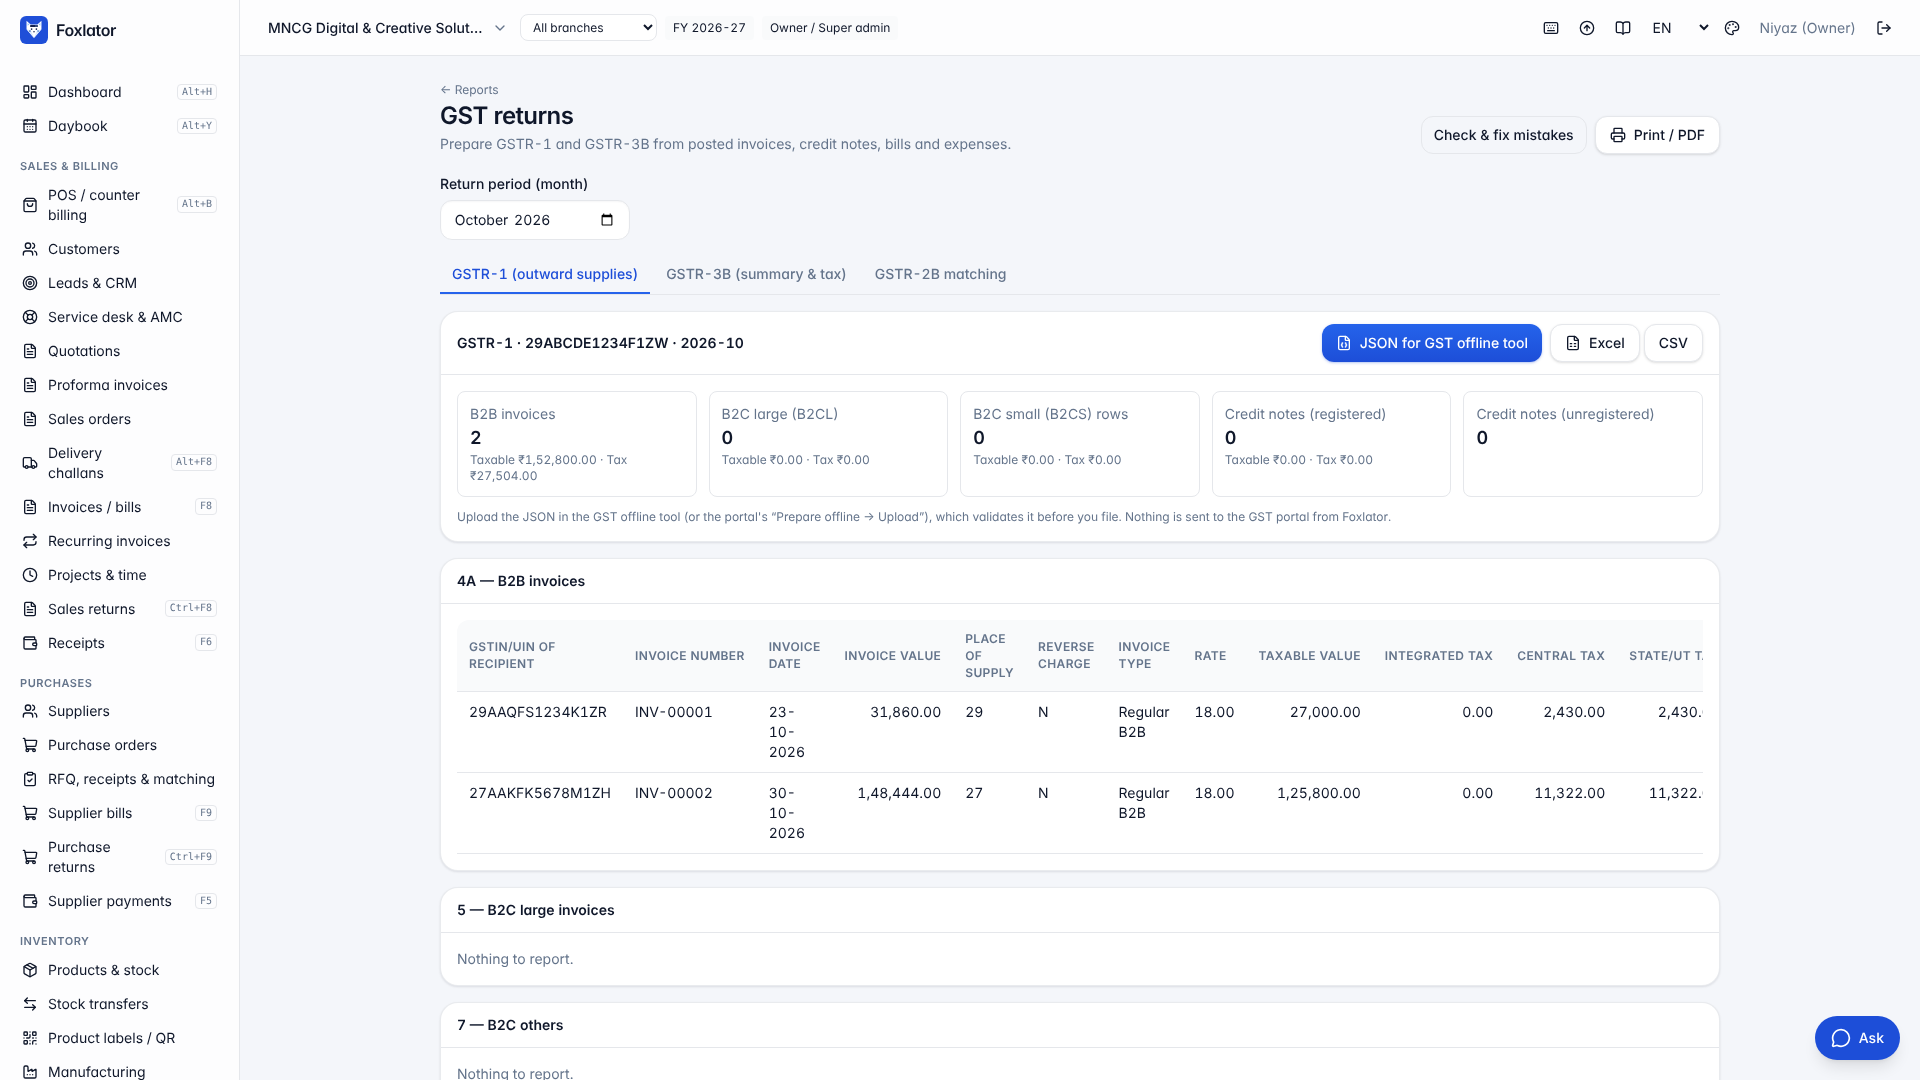 Foxlator
MNCG Digital & Creative Solut...
All branches
FY 2026-27
Owner / Super admin
EN
Niyaz (Owner)
Dashboard Alt+H
Daybook Alt+Y
SALES & BILLING
POS / counter
billing
Alt+B
Customers
Leads & CRM
Service desk & AMC
Quotations
Proforma invoices
Sales orders
Delivery
challans
Alt+F8
Invoices / bills F8
Recurring invoices
Projects & time
Sales returns Ctrl+F8
Receipts F6
PURCHASES
Suppliers
Purchase orders
RFQ, receipts & matching
Supplier bills F9
Purchase
returns
Ctrl+F9
Supplier payments F5
INVENTORY
Products & stock
Stock transfers
Product labels / QR
Manufacturing
← Reports
GST returns
Prepare GSTR-1 and GSTR-3B from posted invoices, credit notes, bills and expenses.
Check & fix mistakes
Print / PDF
Return period (month)
October 2026
GSTR-1 (outward supplies)
GSTR-3B (summary & tax)
GSTR-2B matching
GSTR-1 · 29ABCDE1234F1ZW · 2026-10
JSON for GST offline tool
Excel
CSV
B2B invoices
2
Taxable ₹1,52,800.00 · Tax
₹27,504.00
B2C large (B2CL)
0
Taxable ₹0.00 · Tax ₹0.00
B2C small (B2CS) rows
0
Taxable ₹0.00 · Tax ₹0.00
Credit notes (registered)
0
Taxable ₹0.00 · Tax ₹0.00
Credit notes (unregistered)
0
Upload the JSON in the GST offline tool (or the portal's “Prepare offline → Upload”), which validates it before you file. Nothing is sent to the GST portal from Foxlator.
4A — B2B invoices
GSTIN/UIN OF
RECIPIENT
INVOICE NUMBER
INVOICE
DATE
INVOICE VALUE
PLACE
OF
SUPPLY
REVERSE
CHARGE
INVOICE
TYPE
RATE
TAXABLE VALUE
INTEGRATED TAX
CENTRAL TAX
STATE/UT
29AAQFS1234K1ZR
INV-00001
23-
10-
2026
31,860.00
29
N
Regular
B2B
18.00
27,000.00
0.00
2,430.00
2,430.
27AAKFK5678M1ZH
INV-00002
30-
10-
2026
1,48,444.00
27
N
Regular
B2B
18.00
1,25,800.00
0.00
11,322.00
11,322.
5 — B2C large invoices
Nothing to report.
7 — B2C others
Nothing to report.
Ask